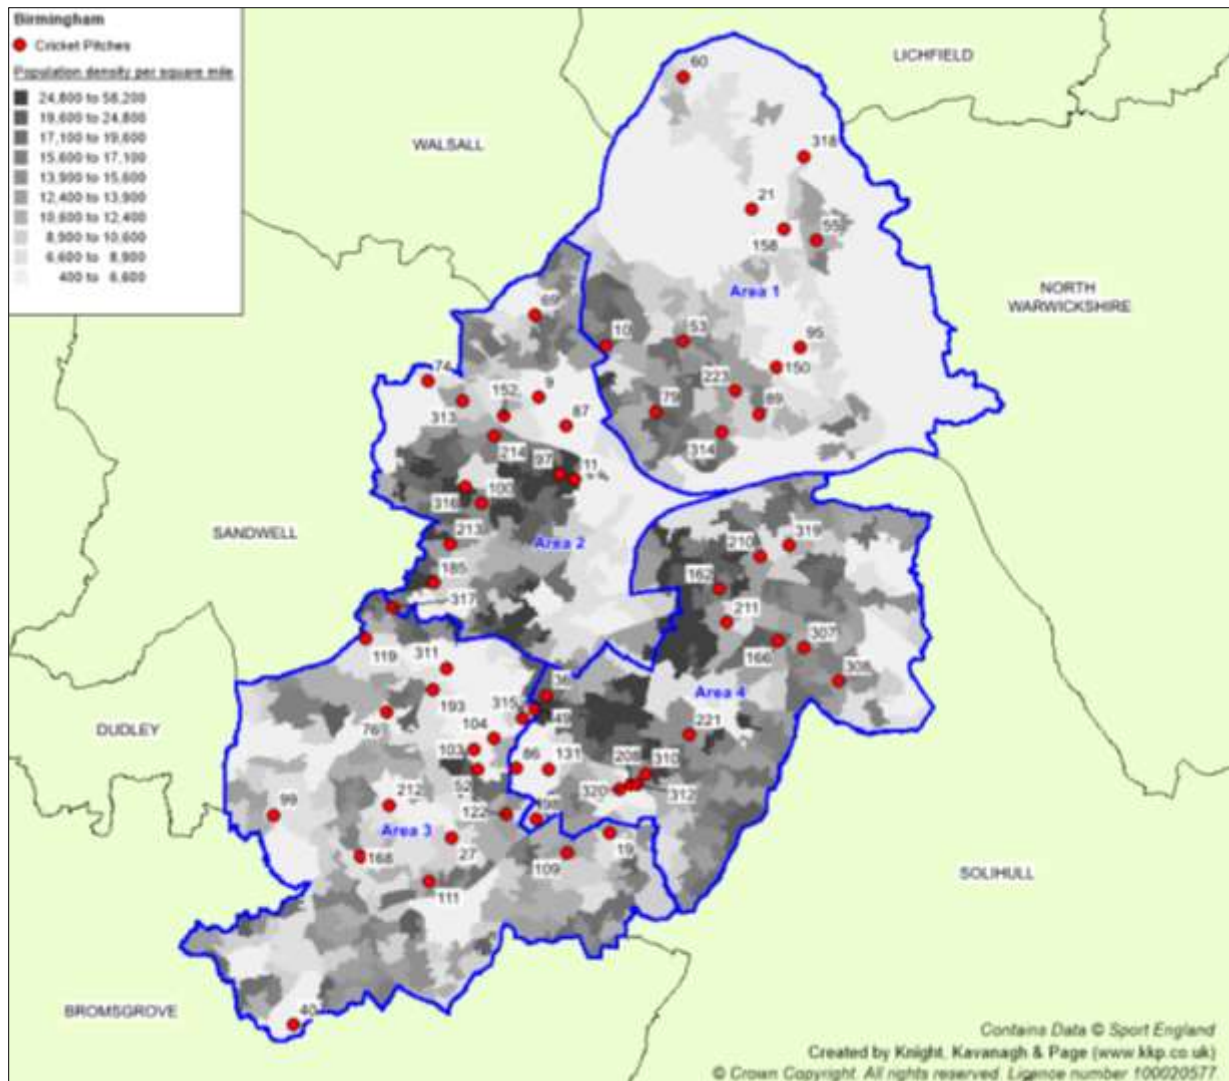 Birmingham
Cricket Pitches
Population density per square mile
24,800 to 58,200
19,600 to 24,800
17,100 to 19,600
15,600 to 17,100
13,900 to 15,600
12,400 to 13,900
10,600 to 12,400
8,900 to 10,600
6,600 to 8,900
400 to 6,600
LICHFIELD
WALSALL
NORTH
WARWICKSHIRE
SANDWELL
DUDLEY
SOLIHULL
BROMSGROVE
60
318
21
158
55
Area 1
69
10
53
95
150
74
152
9
223
313
87
79
89
214
314
97
11
316
100
213
Area 2
210
319
185
162
317
211
119
311
166
307
308
36
193
315
49
Area 4
76
104
221
103
86
131
208
310
52
320
312
99
212
122
98
Area 3
19
168
27
109
111
40
Contains Data © Sport England
Created by Knight, Kavanagh & Page (www.kkp.co.uk)
© Crown Copyright. All rights reserved. Licence number 100020577.